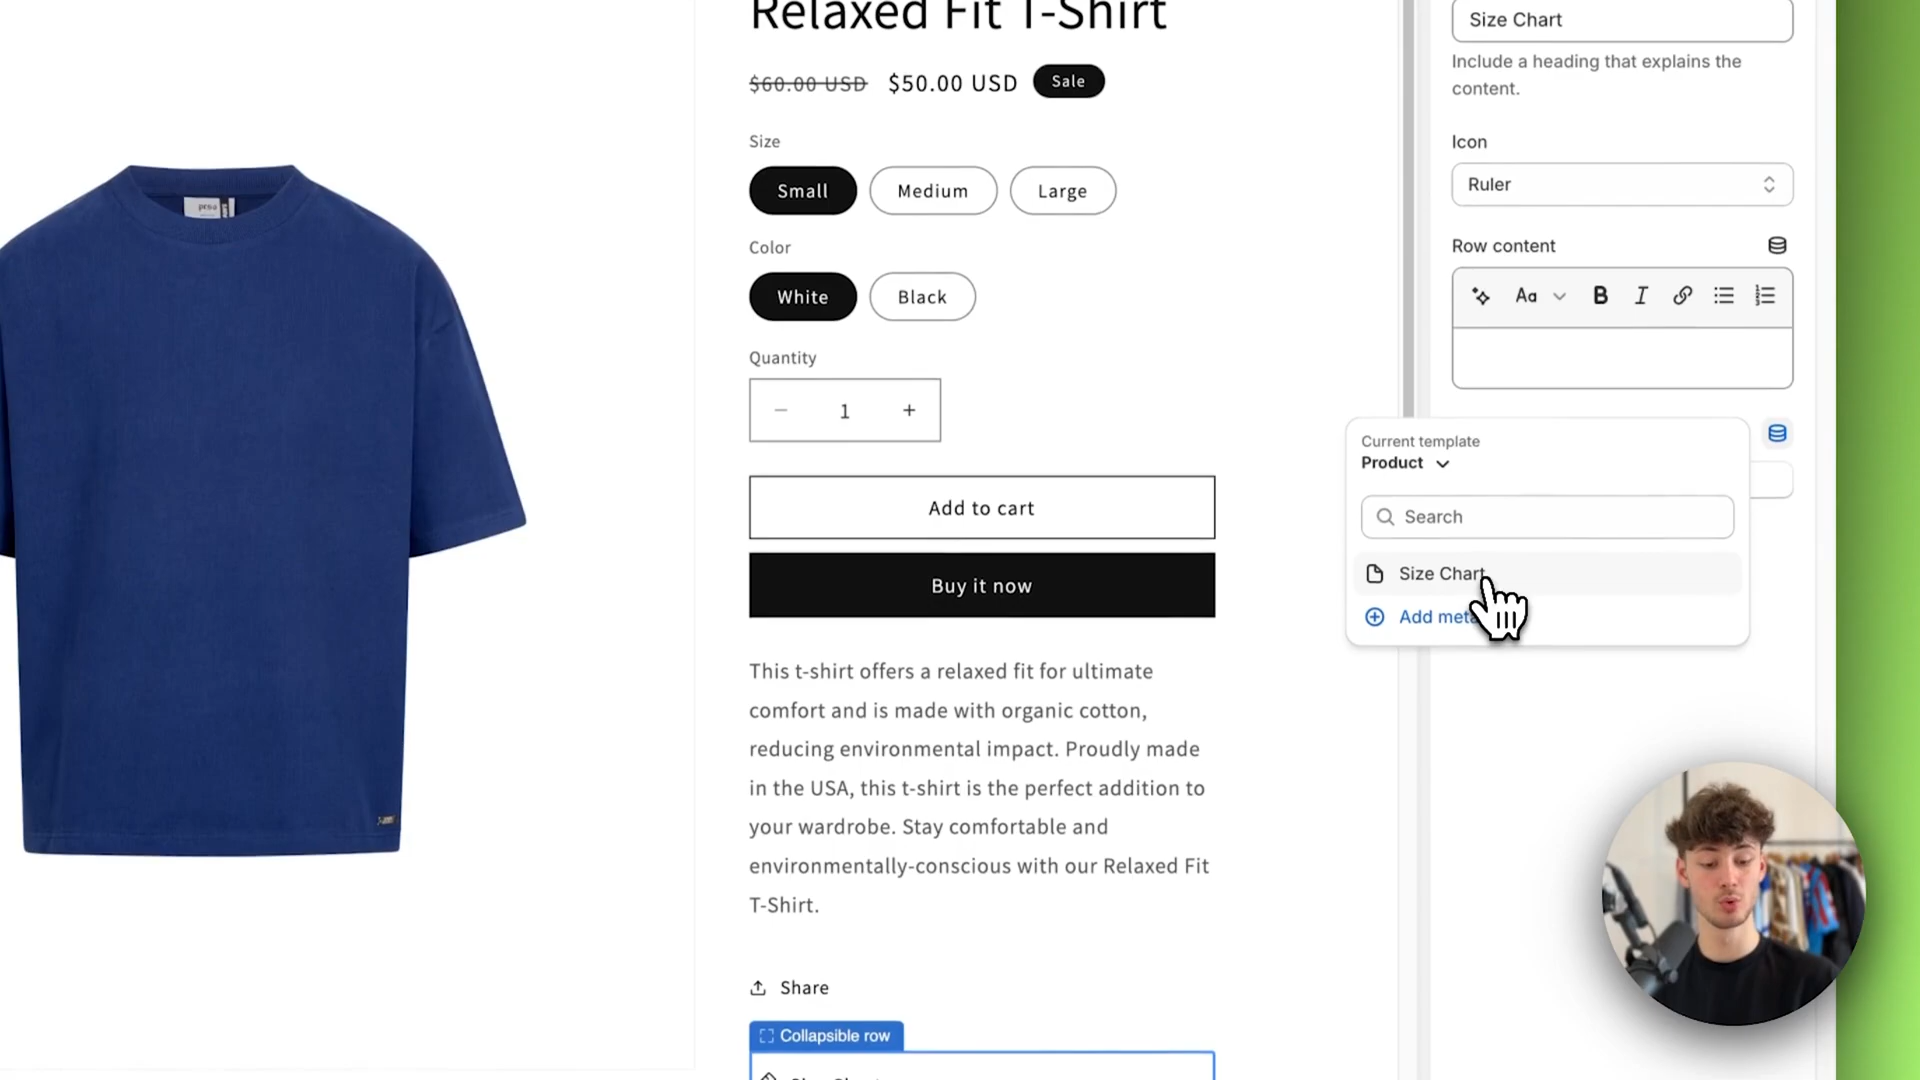 Relaxed Fit T-Shirt
$60.00 USD $50.00 USD Sale
Size
Small Medium Large
Color
White Black
Quantity
1
Add to cart
Buy it now
This t-shirt offers a relaxed fit for ultimate
comfort and is made with organic cotton,
reducing environmental impact. Proudly made
in the USA, this t-shirt is the perfect addition to
your wardrobe. Stay comfortable and
environmentally-conscious with our Relaxed Fit
T-Shirt.
Share
Collapsible row
Size Chart
Include a heading that explains the
content.
Icon
Ruler
Row content
Aa B I
Current template
Product
Search
Size Chart
Add